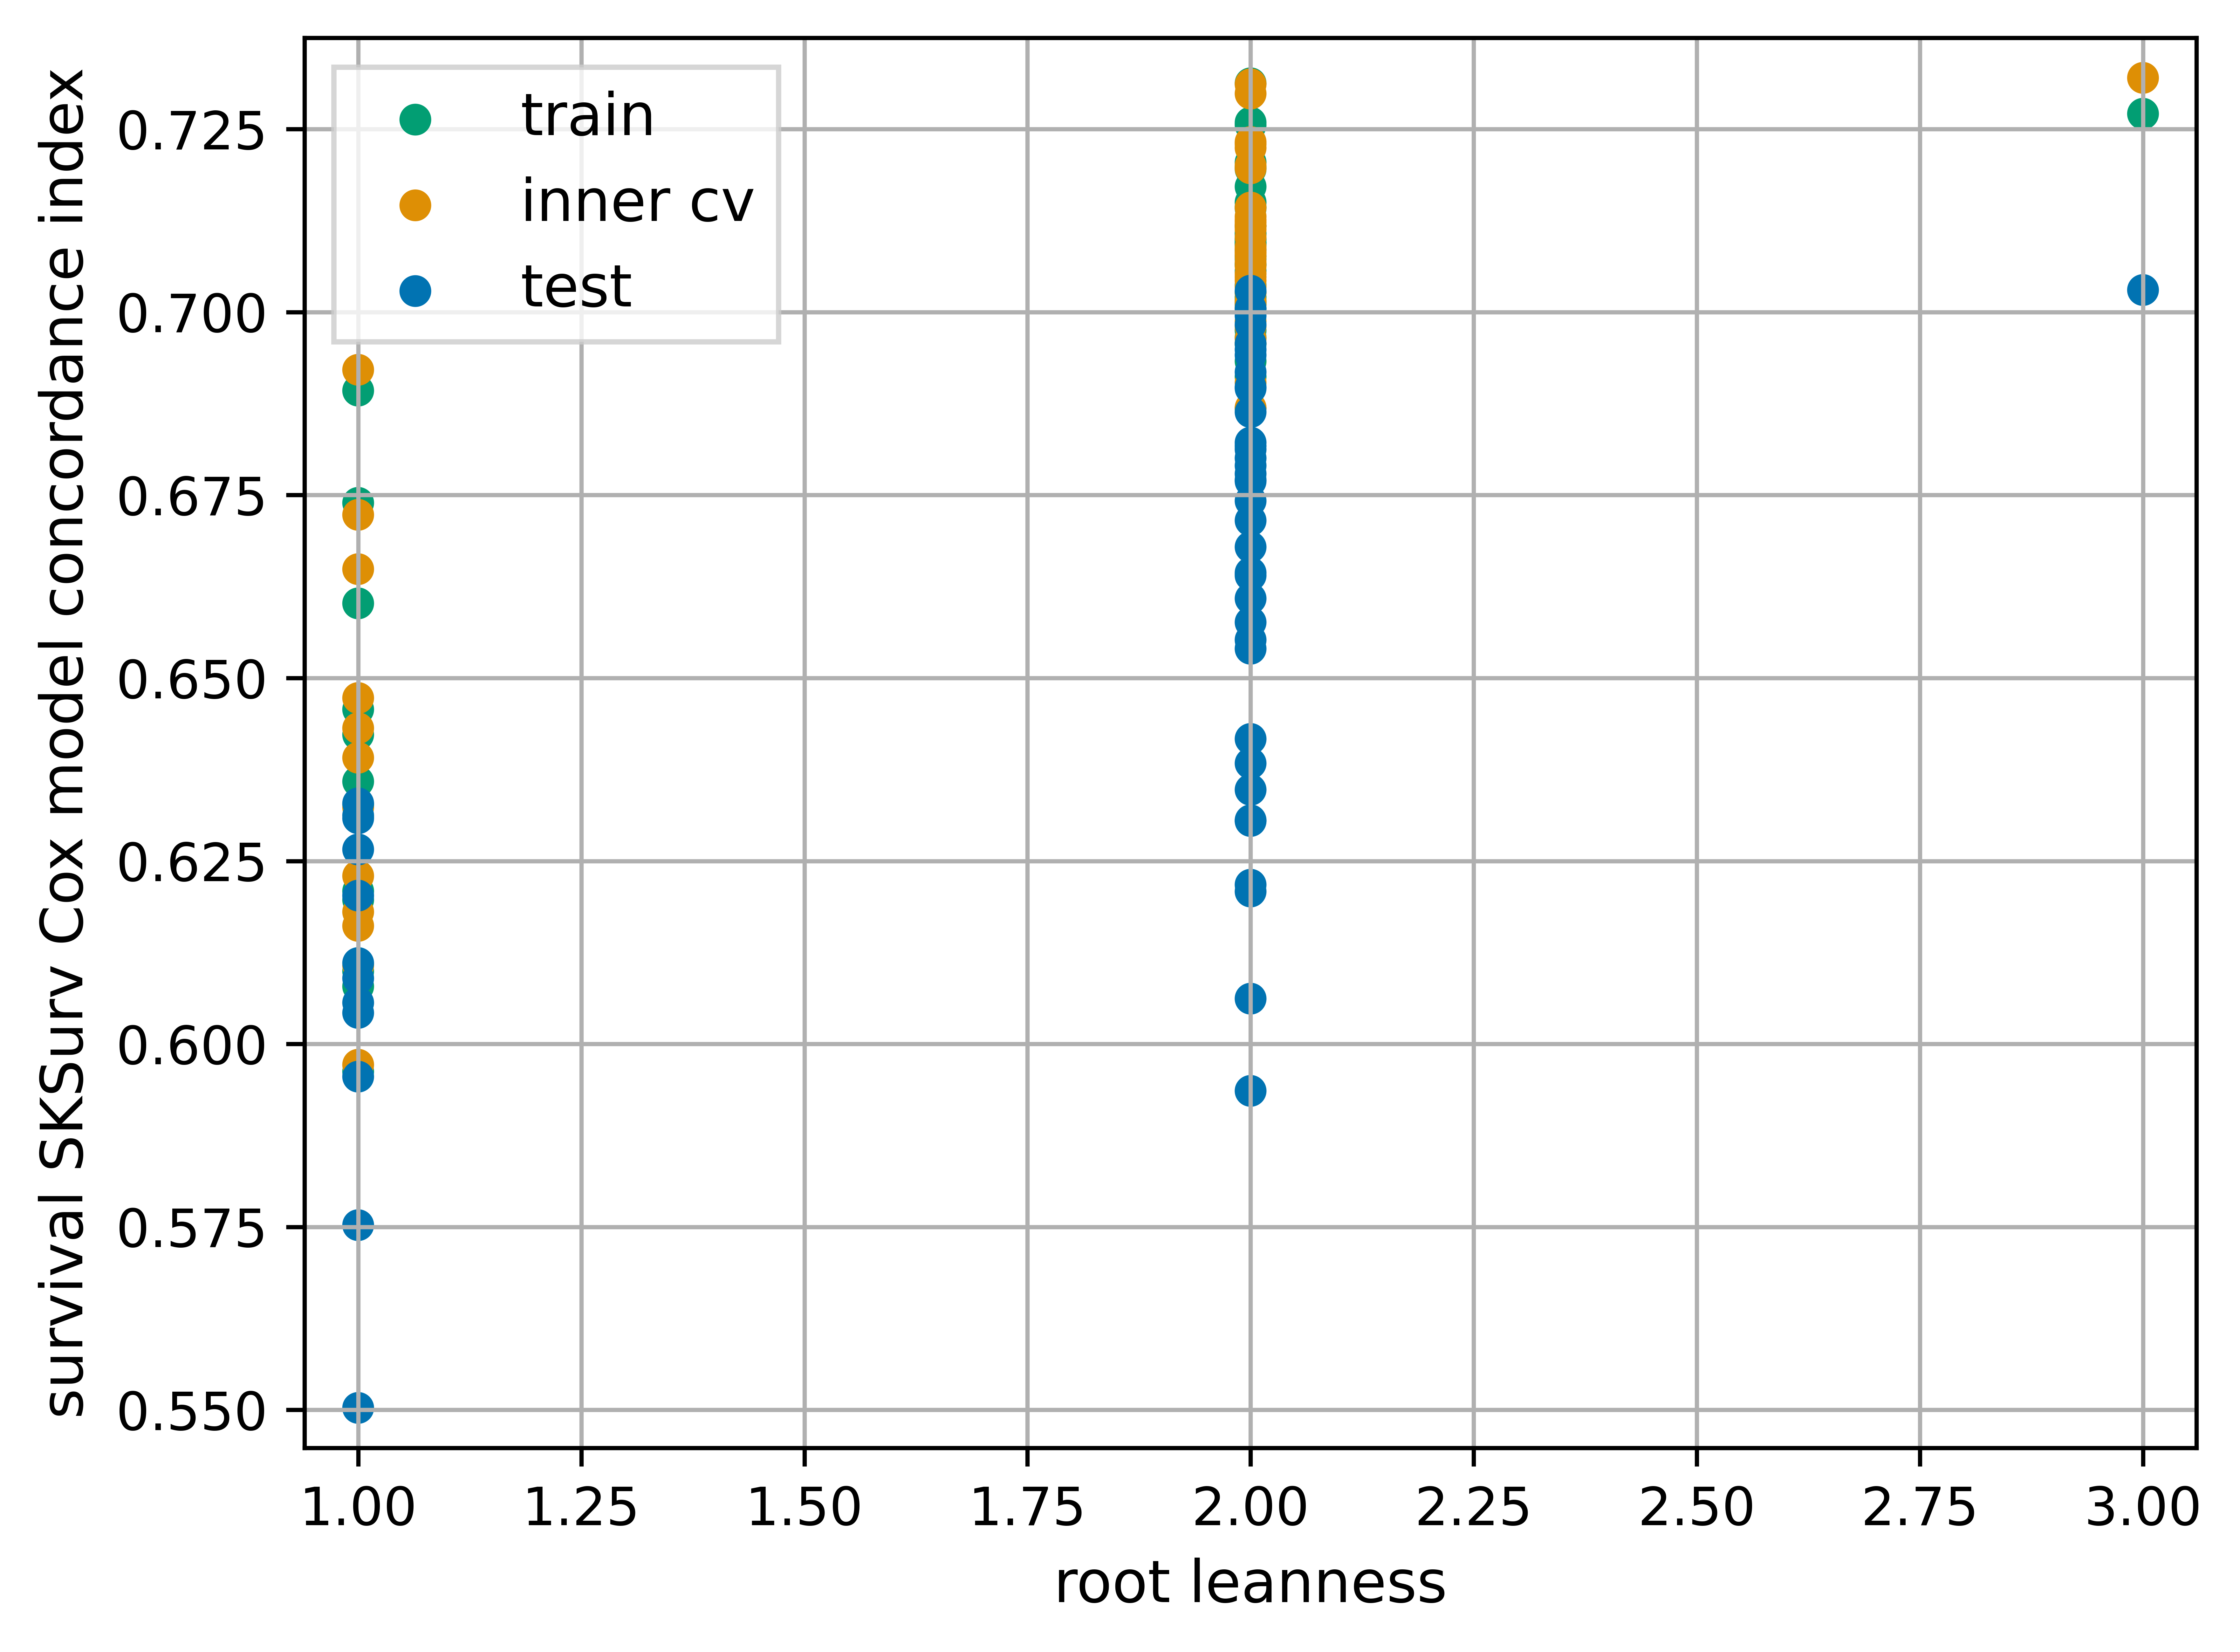 survival SKSurv Cox model concordance index
0.725
0.700
0.675
0.650
0.625
0.600
0.575
0.550
train
inner cv
test
1.00 1.25 1.50 1.75 2.00 2.25 2.50 2.75 3.00
root leanness